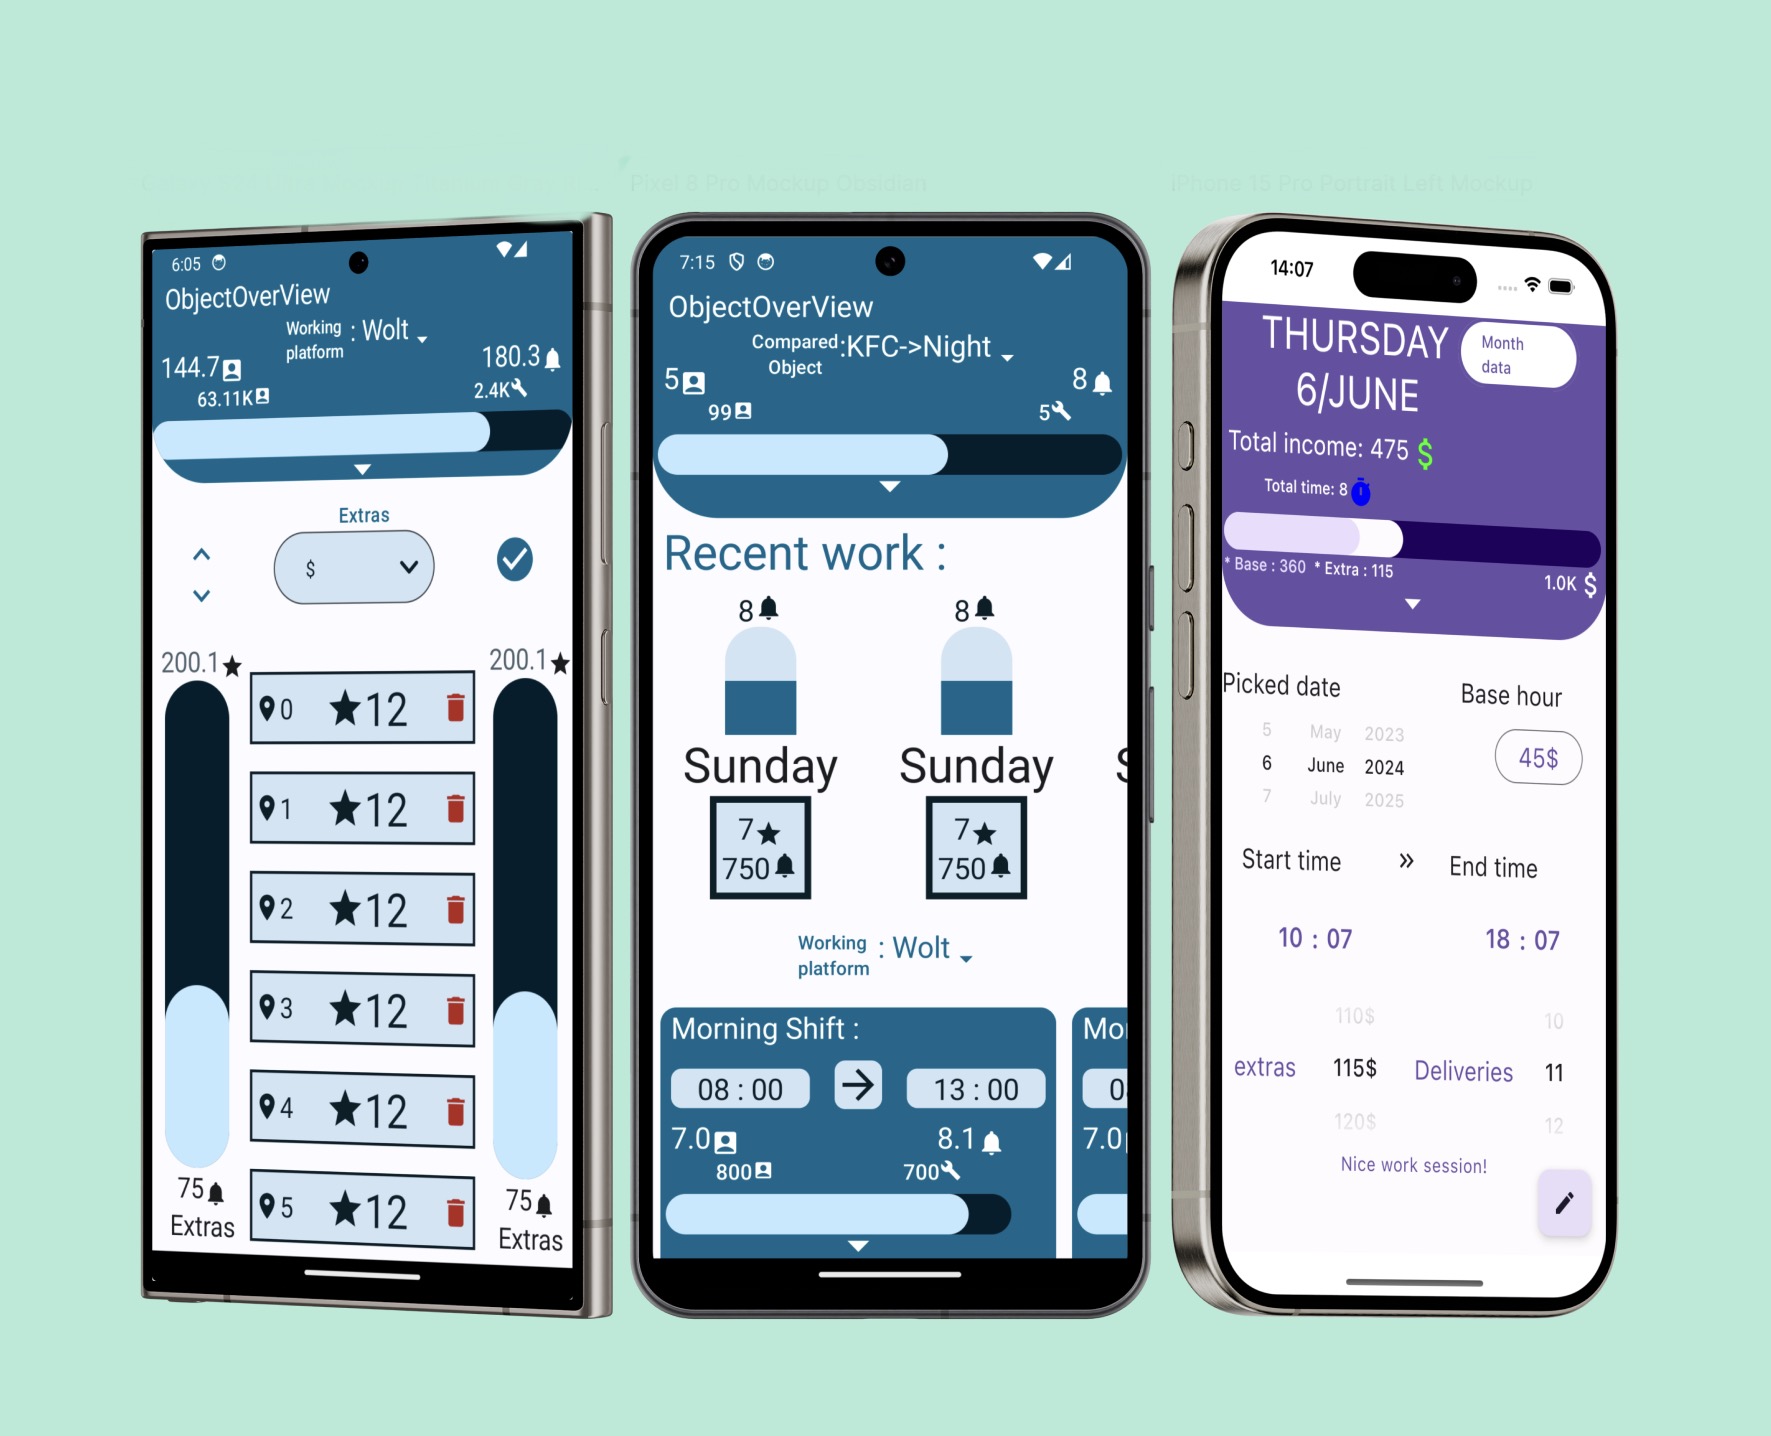 Pixel 8 Pro Mockup Obsidian
iPhone 15 Pro Portrait Left Mockup
6:05
ObjectOverView
Working platform : Wolt
144.7
180.3
63.11K
2.4K
Extras
$
200.1
200.1
0 12
1 12
2 12
3 12
4 12
5 12
75
Extras
75
Extras
7:15
ObjectOverView
Compared Object :KFC->Night
5
8
99
5
Recent work :
8
8
Sunday
Sunday
S
7
750
7
750
Working platform : Wolt
Morning Shift :
08 : 00
13 : 00
7.0
8.1
800
700
Mo
0
7.0
14:07
THURSDAY
6/JUNE
Month
data
Total income: 475 $
Total time: 8
* Base : 360 * Extra : 115
1.0K $
Picked date
Base hour
5 May 2023
6 June 2024
7 July 2025
45$
Start time » End time
10 : 07
18 : 07
110$
10
extras 115$ Deliveries 11
120$
12
Nice work session!